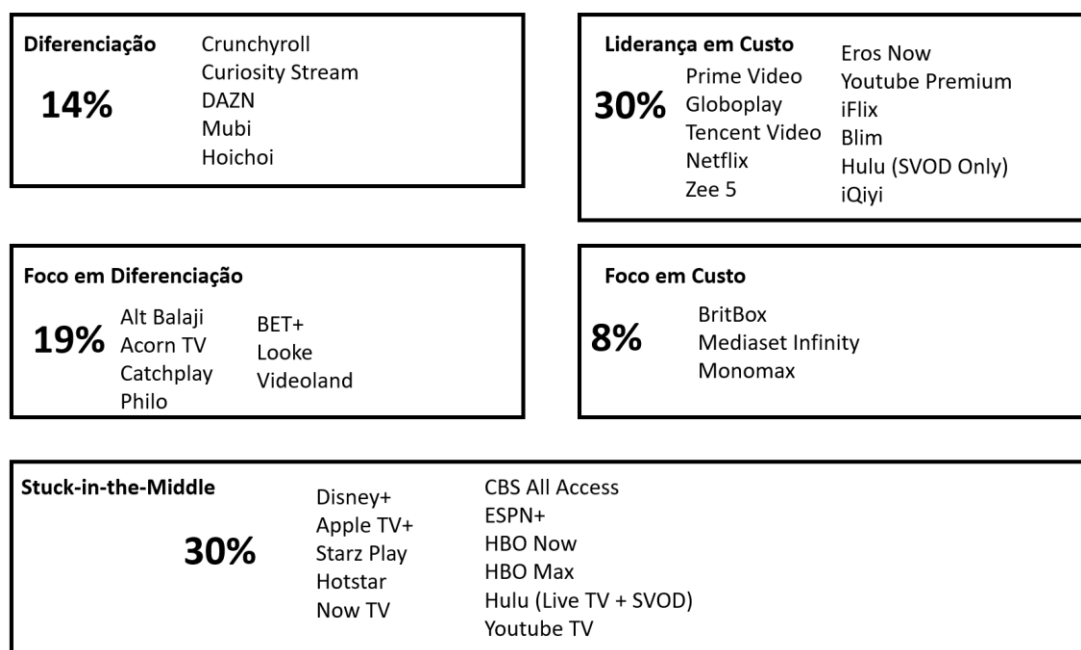 Diferenciação
14%
Crunchyroll
Curiosity Stream
DAZN
Mubi
Hoichoi
Liderança em Custo
30%
Prime Video
Globoplay
Tencent Video
Netflix
Zee 5
Eros Now
Youtube Premium
iFlix
Blim
Hulu (SVOD Only)
iQiyi
Foco em Diferenciação
19%
Alt Balaji
Acorn TV
Catchplay
Philo
BET+
Looke
Videoland
Foco em Custo
8%
BritBox
Mediaset Infinity
Monomax
Stuck-in-the-Middle
30%
Disney+
Apple TV+
Starz Play
Hotstar
Now TV
CBS All Access
ESPN+
HBO Now
HBO Max
Hulu (Live TV + SVOD)
Youtube TV